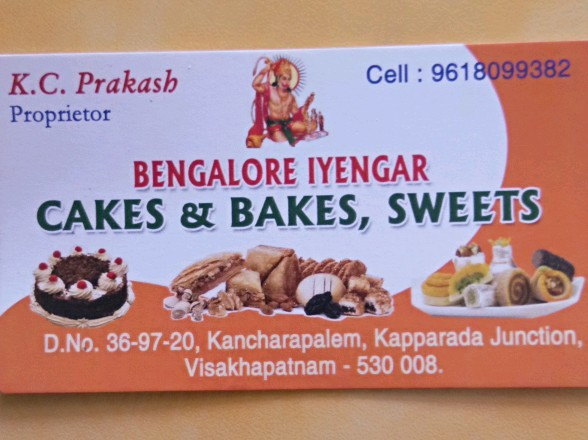 K.C. Prakash
Proprietor
Cell : 9618099382
BENGALORE IYENGAR
CAKES & BAKES, SWEETS
D.No. 36-97-20, Kancharapalem, Kapparada Junction,
Visakhapatnam - 530 008.